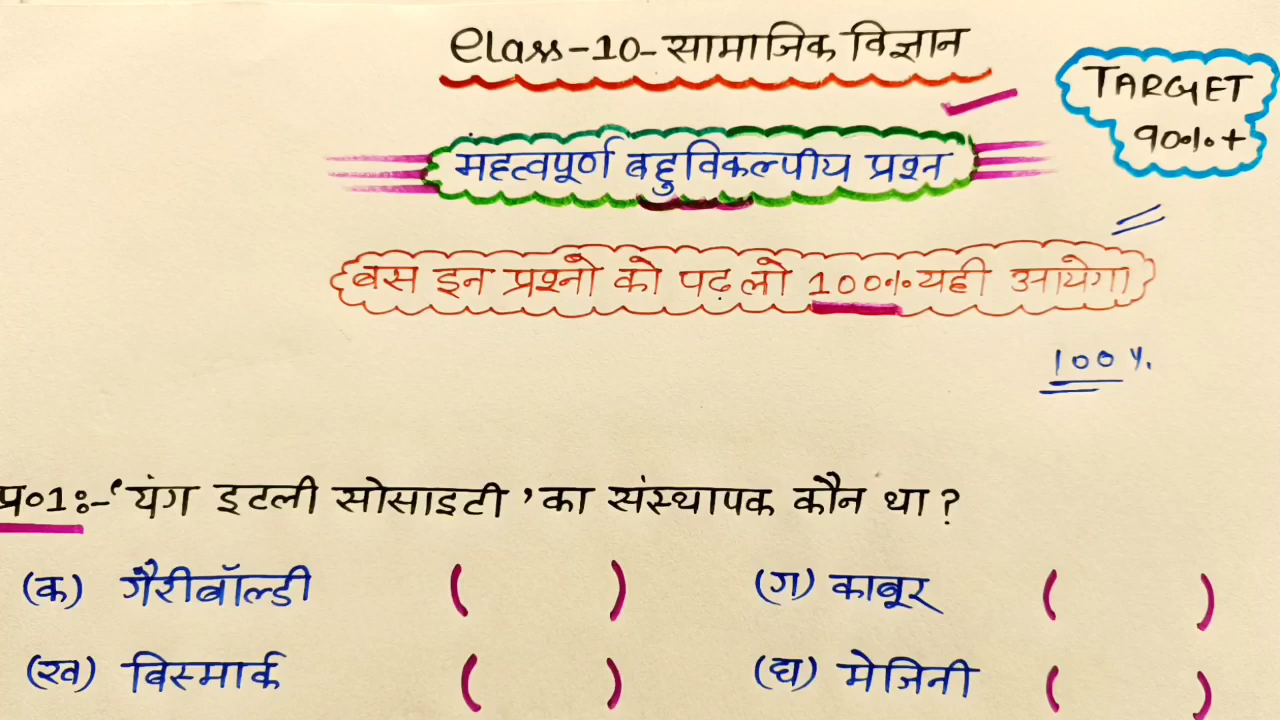 Class-10-सामाजिक विज्ञान
TARGET
90%+
महत्वपूर्ण बहुविकल्पीय प्रश्न
बस इन प्रश्नो को पढ़ लो 100% यही आयेगा
100%
प्र०1:- ‘यंग इटली सोसाइटी’ का संस्थापक कौन था?
(क) गैरीबॉल्डी ( ) (ग) काबूर ( )
(ख) बिस्मार्क ( ) (घ) मेजिनी ( )